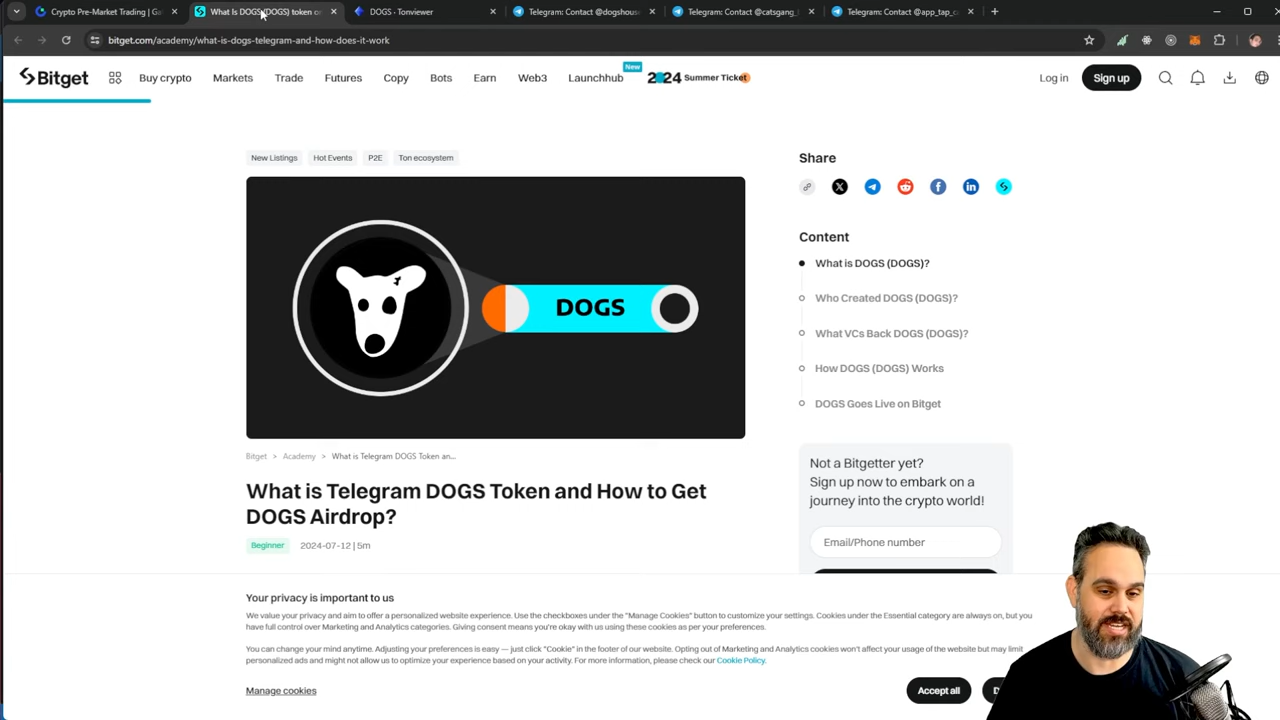 Crypto Pre-Market Trading | Ga
What Is DOGS (DOGS) token o
DOGS - Tonviewer
Telegram: Contact @dogshouse
Telegram: Contact @catsgang_
Telegram: Contact @app_tap_c
bitget.com/academy/what-is-dogs-telegram-and-how-does-it-work
Bitget
Buy crypto
Markets
Trade
Futures
Copy
Bots
Earn
Web3
Launchhub
New
2024 Summer Ticket
Log in
Sign up
New Listings
Hot Events
P2E
Ton ecosystem
DOGS
Bitget > Academy > What is Telegram DOGS Token an...
What is Telegram DOGS Token and How to Get
DOGS Airdrop?
Beginner
2024-07-12 | 5m
Share
Content
What is DOGS (DOGS)?
Who Created DOGS (DOGS)?
What VCs Back DOGS (DOGS)?
How DOGS (DOGS) Works
DOGS Goes Live on Bitget
Not a Bitgetter yet?
Sign up now to embark on a
journey into the crypto world!
Email/Phone number
Your privacy is important to us
We value your privacy and aim to offer a personalized website experience. Use the checkboxes under the "Manage Cookies" button to customize your settings. Cookies under the Essential category are always on, but you
have full control over Marketing and Analytics categories. Giving consent means you're okay with us using these cookies as per your preferences.
You can change your mind anytime. Adjusting your preferences is easy — just click "Cookie" in the footer of our website. Opting out of Marketing and Analytics cookies won't affect your usage of the website but may limit
personalized ads and might not allow us to optimize your experience based on your activity. For more information, please check our Cookie Policy.
Manage cookies
Accept all